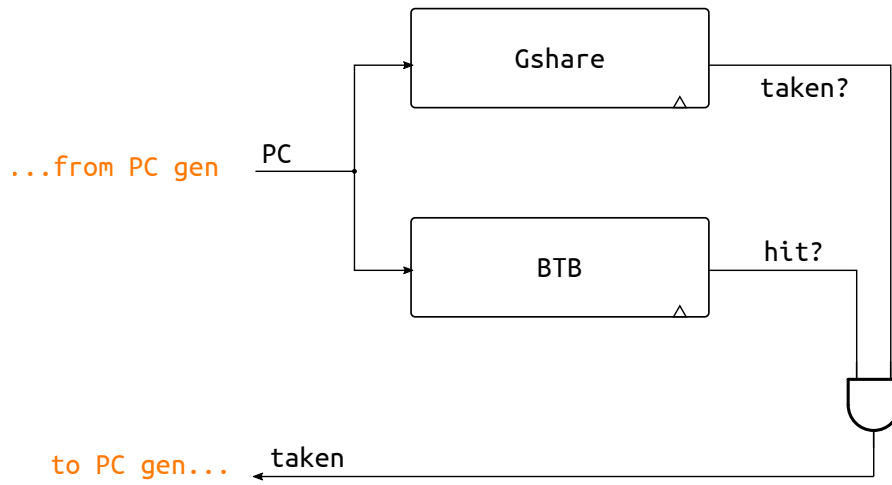 Gshare
taken?
PC
...from PC gen
hit?
BTB
taken
to PC gen...